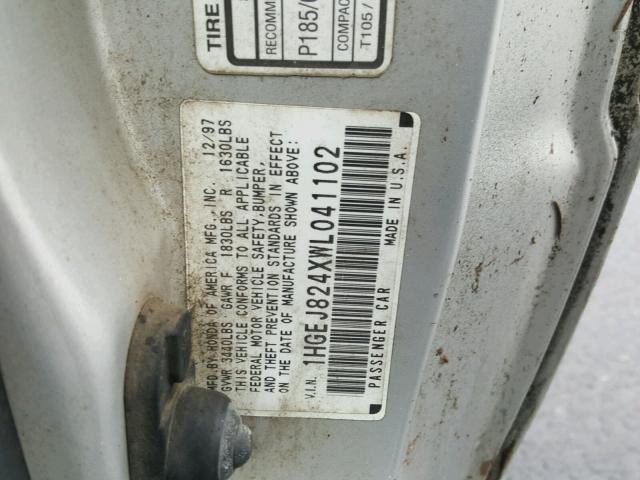 TIRE
RECOMM
P185/
COMPACT
T105/
MFD. BY HONDA OF AMERICA MFG., INC. 12/97
GVWR 3440LBS GAWR F 1830LBS R 1630LBS
THIS VEHICLE CONFORMS TO ALL APPLICABLE
FEDERAL MOTOR VEHICLE SAFETY, BUMPER,
AND THEFT PREVENTION STANDARDS IN EFFECT
ON THE DATE OF MANUFACTURE SHOWN ABOVE:
V.I.N. 1HGEJ824XWL041102
PASSENGER CAR MADE IN U.S.A.